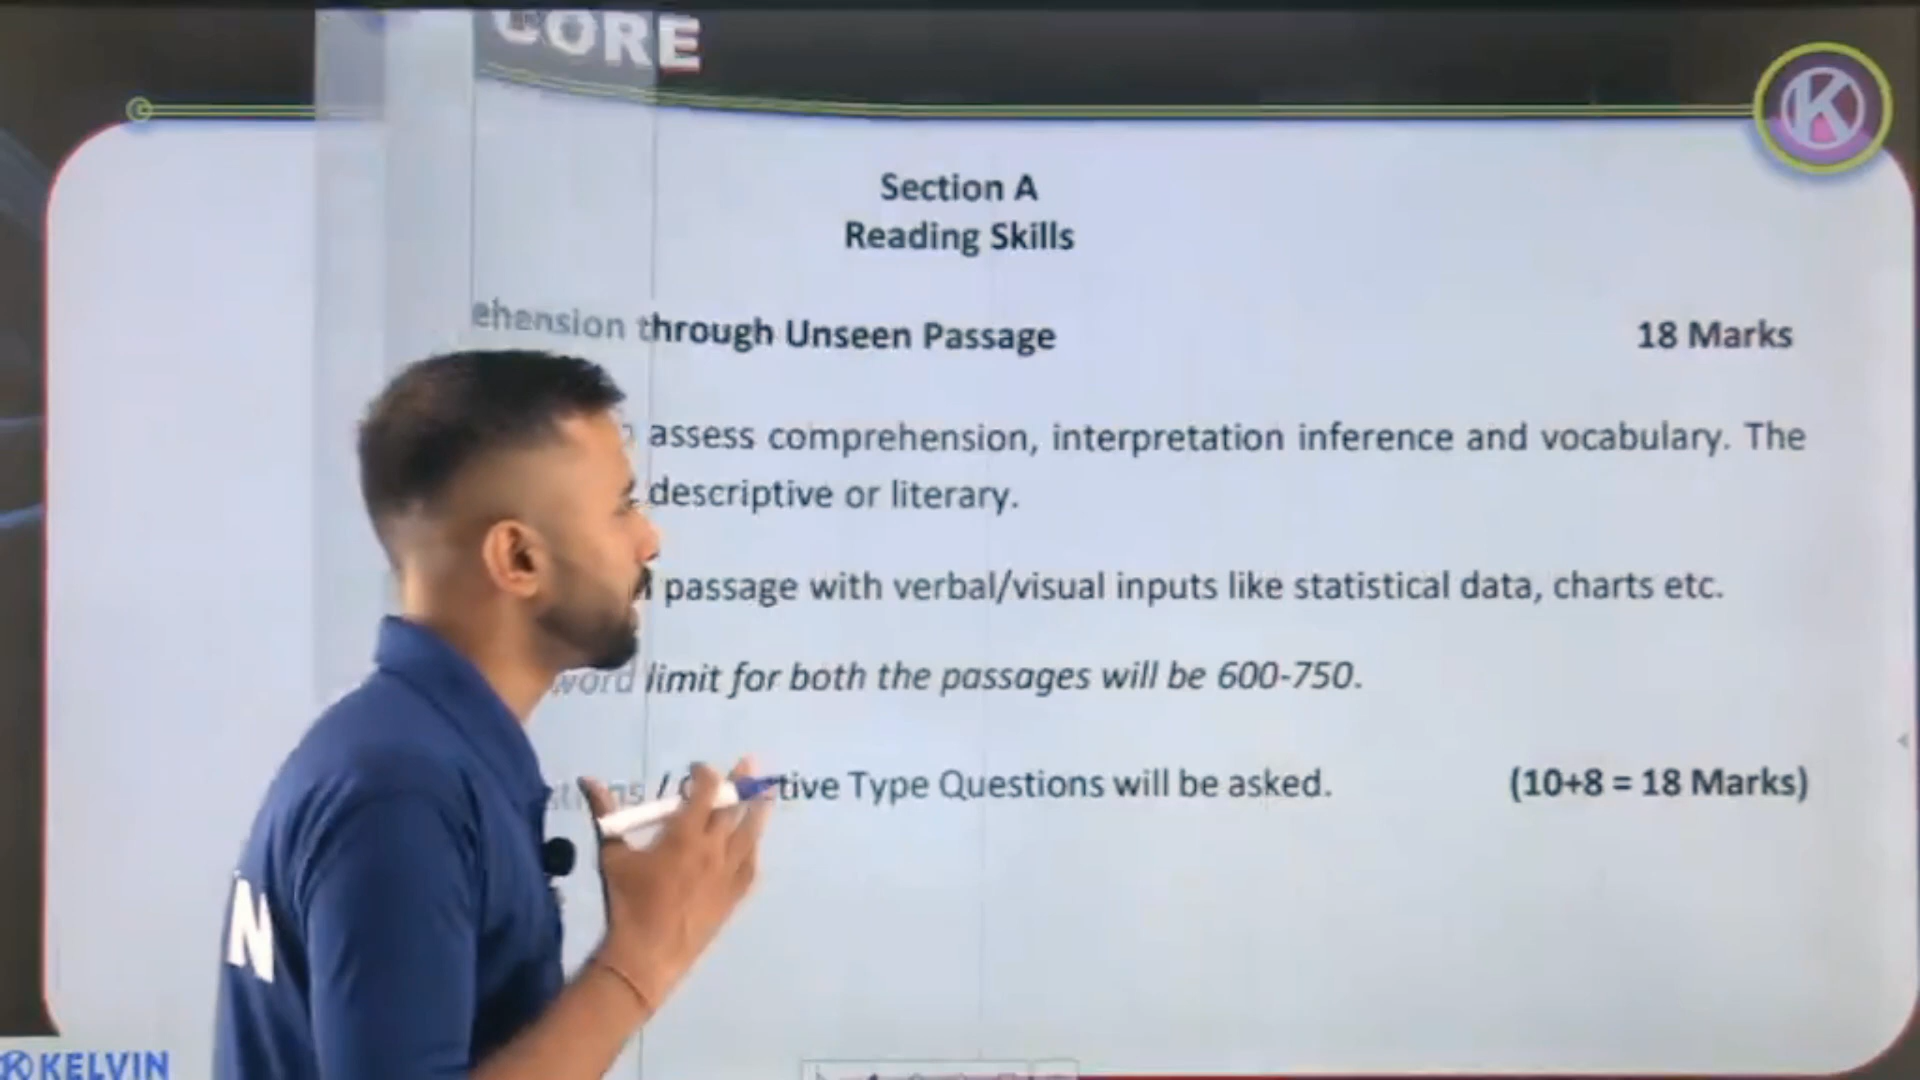 CORE
K
Section A
Reading Skills
ehension through Unseen Passage 18 Marks
assess comprehension, interpretation inference and vocabulary. The
descriptive or literary.
passage with verbal/visual inputs like statistical data, charts etc.
word limit for both the passages will be 600-750.
/ tive Type Questions will be asked. (10+8 = 18 Marks)
N
KELVIN